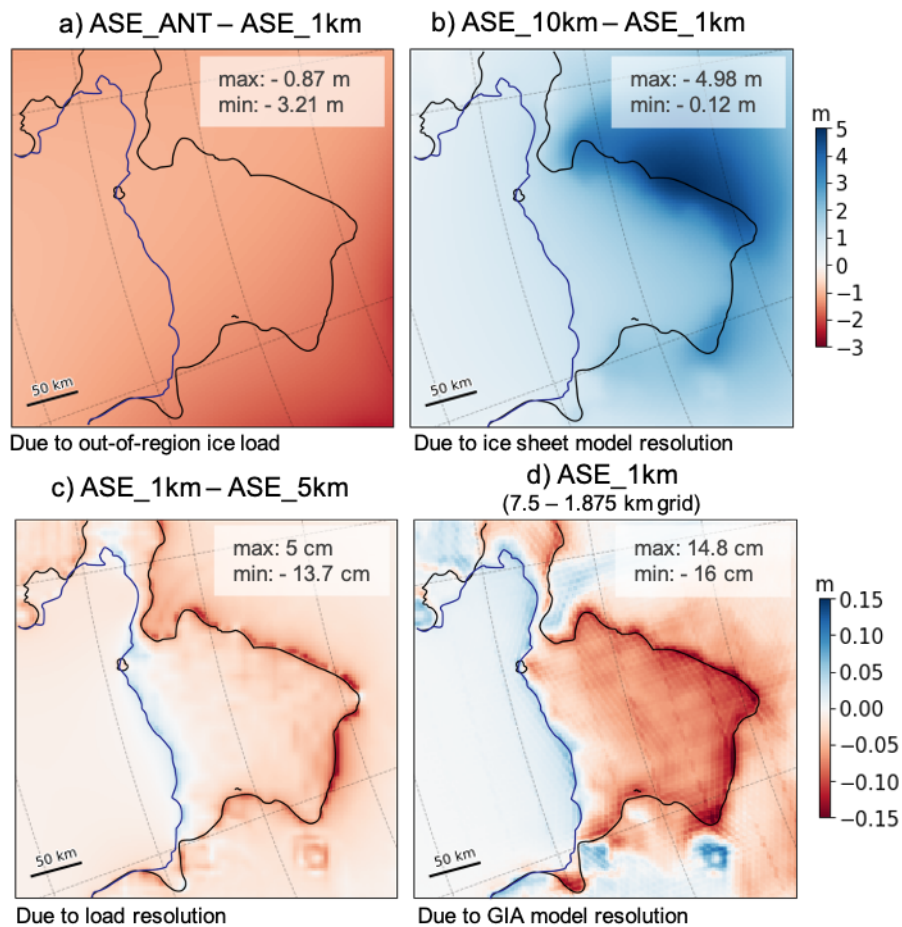 a) ASE_ANT – ASE_1km
b) ASE_10km – ASE_1km
max: - 0.87 m
min: - 3.21 m
max: - 4.98 m
min: - 0.12 m
m
5
4
3
2
1
0
−1
−2
−3
50 km
50 km
Due to out-of-region ice load
Due to ice sheet model resolution
c) ASE_1km – ASE_5km
d) ASE_1km
(7.5 – 1.875 km grid)
max: 5 cm
min: - 13.7 cm
max: 14.8 cm
min: - 16 cm
m
0.15
0.10
0.05
0.00
−0.05
−0.10
−0.15
50 km
50 km
Due to load resolution
Due to GIA model resolution